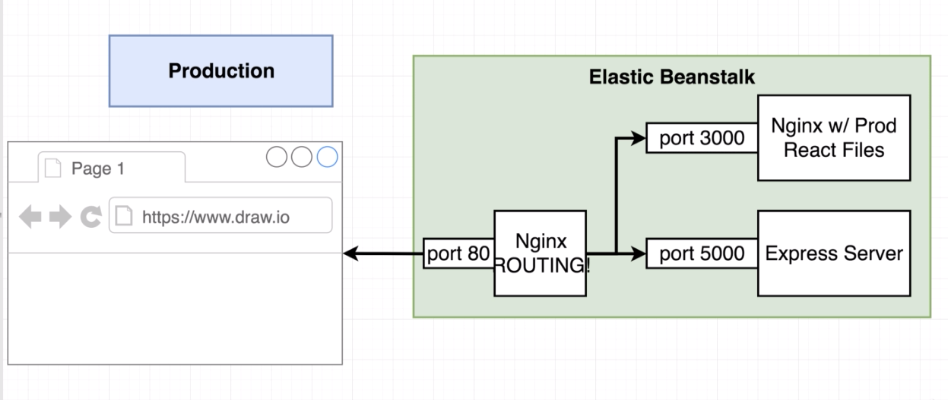 Production
Elastic Beanstalk
Page 1
https://www.draw.io
port 80
Nginx
ROUTING!
port 3000
Nginx w/ Prod
React Files
port 5000
Express Server